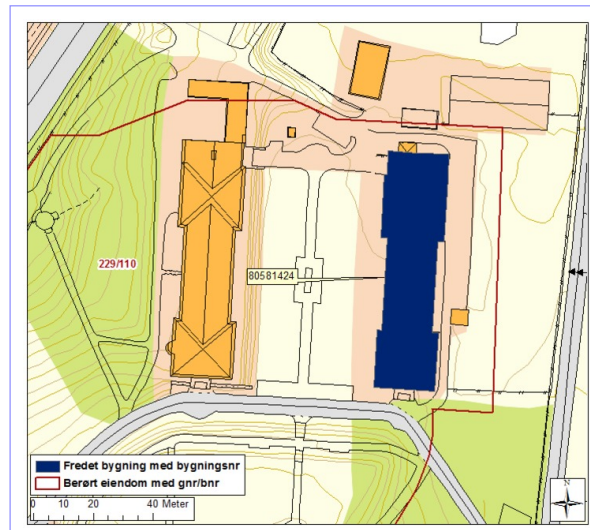 229/110
80581424
Fredet bygning med bygningsnr
Berørt eiendom med gnr/bnr
0 10 20 40 Meter
N